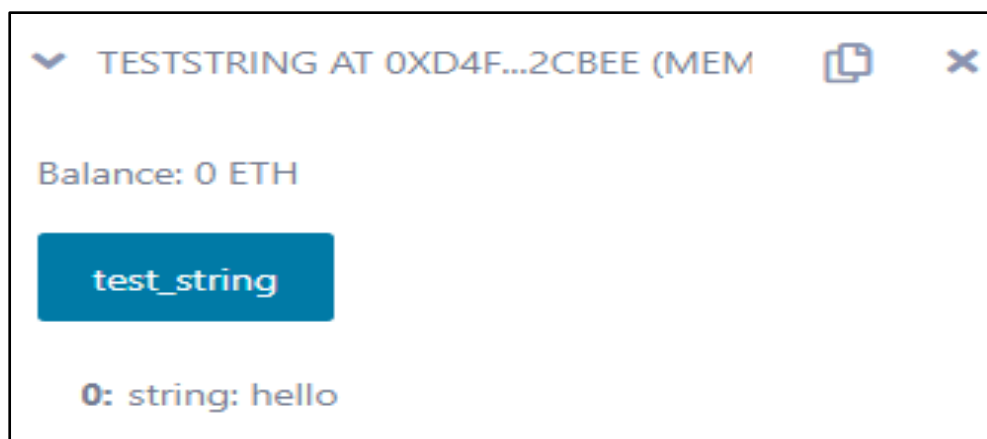 TESTSTRING AT 0XD4F...2CBEE (MEM
Balance: 0 ETH
test_string
0: string: hello